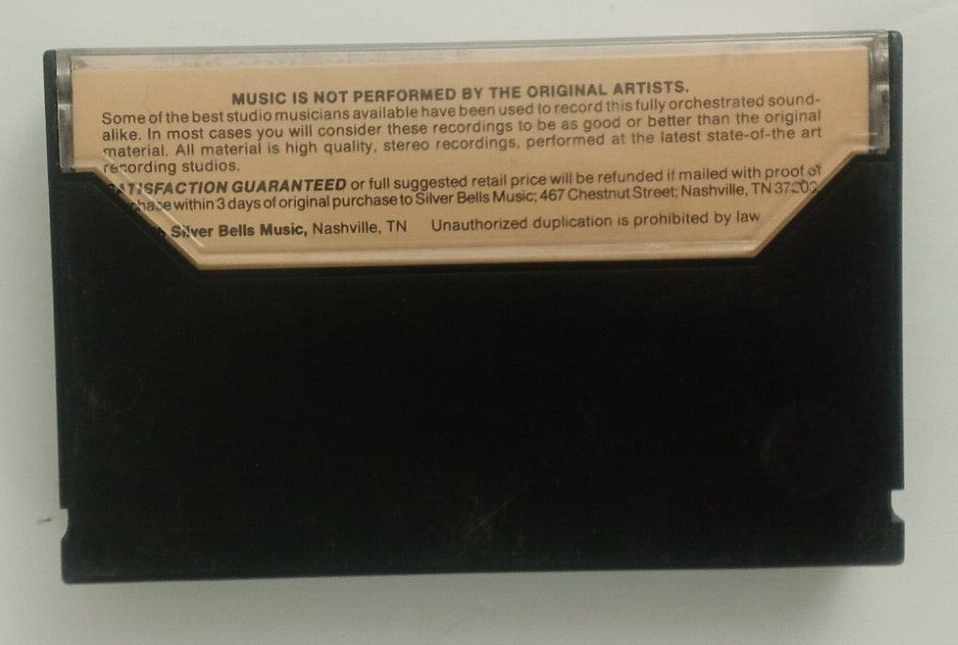 MUSIC IS NOT PERFORMED BY THE ORIGINAL ARTISTS.
Some of the best studio musicians available have been used to record this fully orchestrated sound-
alike. In most cases you will consider these recordings to be as good or better than the original
material. All material is high quality, stereo recordings, performed at the latest state-of-the art
recording studios.
SATISFACTION GUARANTEED or full suggested retail price will be refunded if mailed with proof of
chase within 3 days of original purchase to Silver Bells Music; 467 Chestnut Street; Nashville, TN 37203.
Silver Bells Music, Nashville, TN Unauthorized duplication is prohibited by law